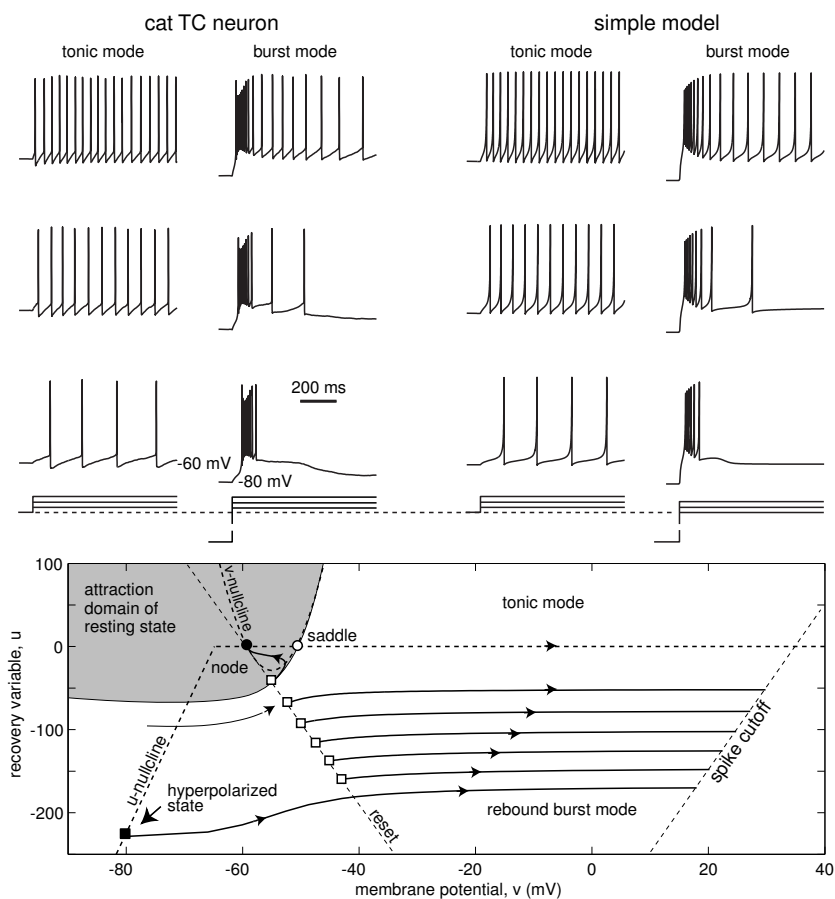 cat TC neuron
simple model
tonic mode
burst mode
tonic mode
burst mode
200 ms
-60 mV
-80 mV
100
0
-100
-200
recovery variable, u
attraction
domain of
resting state
v-nullcline
node
saddle
tonic mode
u-nullcline
hyperpolarized
state
reset
rebound burst mode
spike cutoff
-80
-60
-40
-20
0
20
40
membrane potential, v (mV)